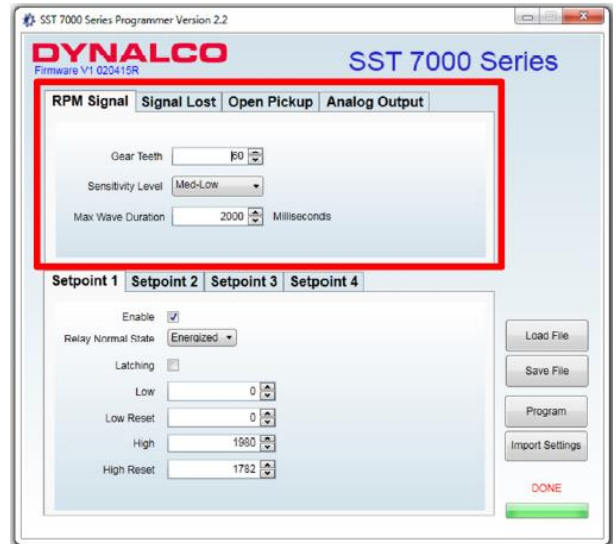 SST 7000 Series Programmer Version 2.2
DYNALCO
Firmware V1 020415R
SST 7000 Series
RPM Signal Signal Lost Open Pickup Analog Output
Gear Teeth 60
Sensitivity Level Med-Low
Max Wave Duration 2000 Milliseconds
Setpoint 1 Setpoint 2 Setpoint 3 Setpoint 4
Enable
Relay Normal State Energized
Latching
Low 0
Low Reset 0
High 1980
High Reset 1782
Load File
Save File
Program
Import Settings
DONE